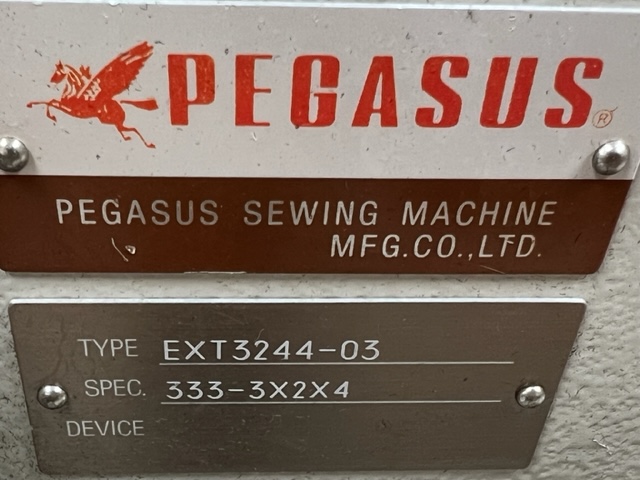 PEGASUS®
PEGASUS SEWING MACHINE
MFG.CO.,LTD.
TYPE EXT3244-03
SPEC. 333-3X2X4
DEVICE